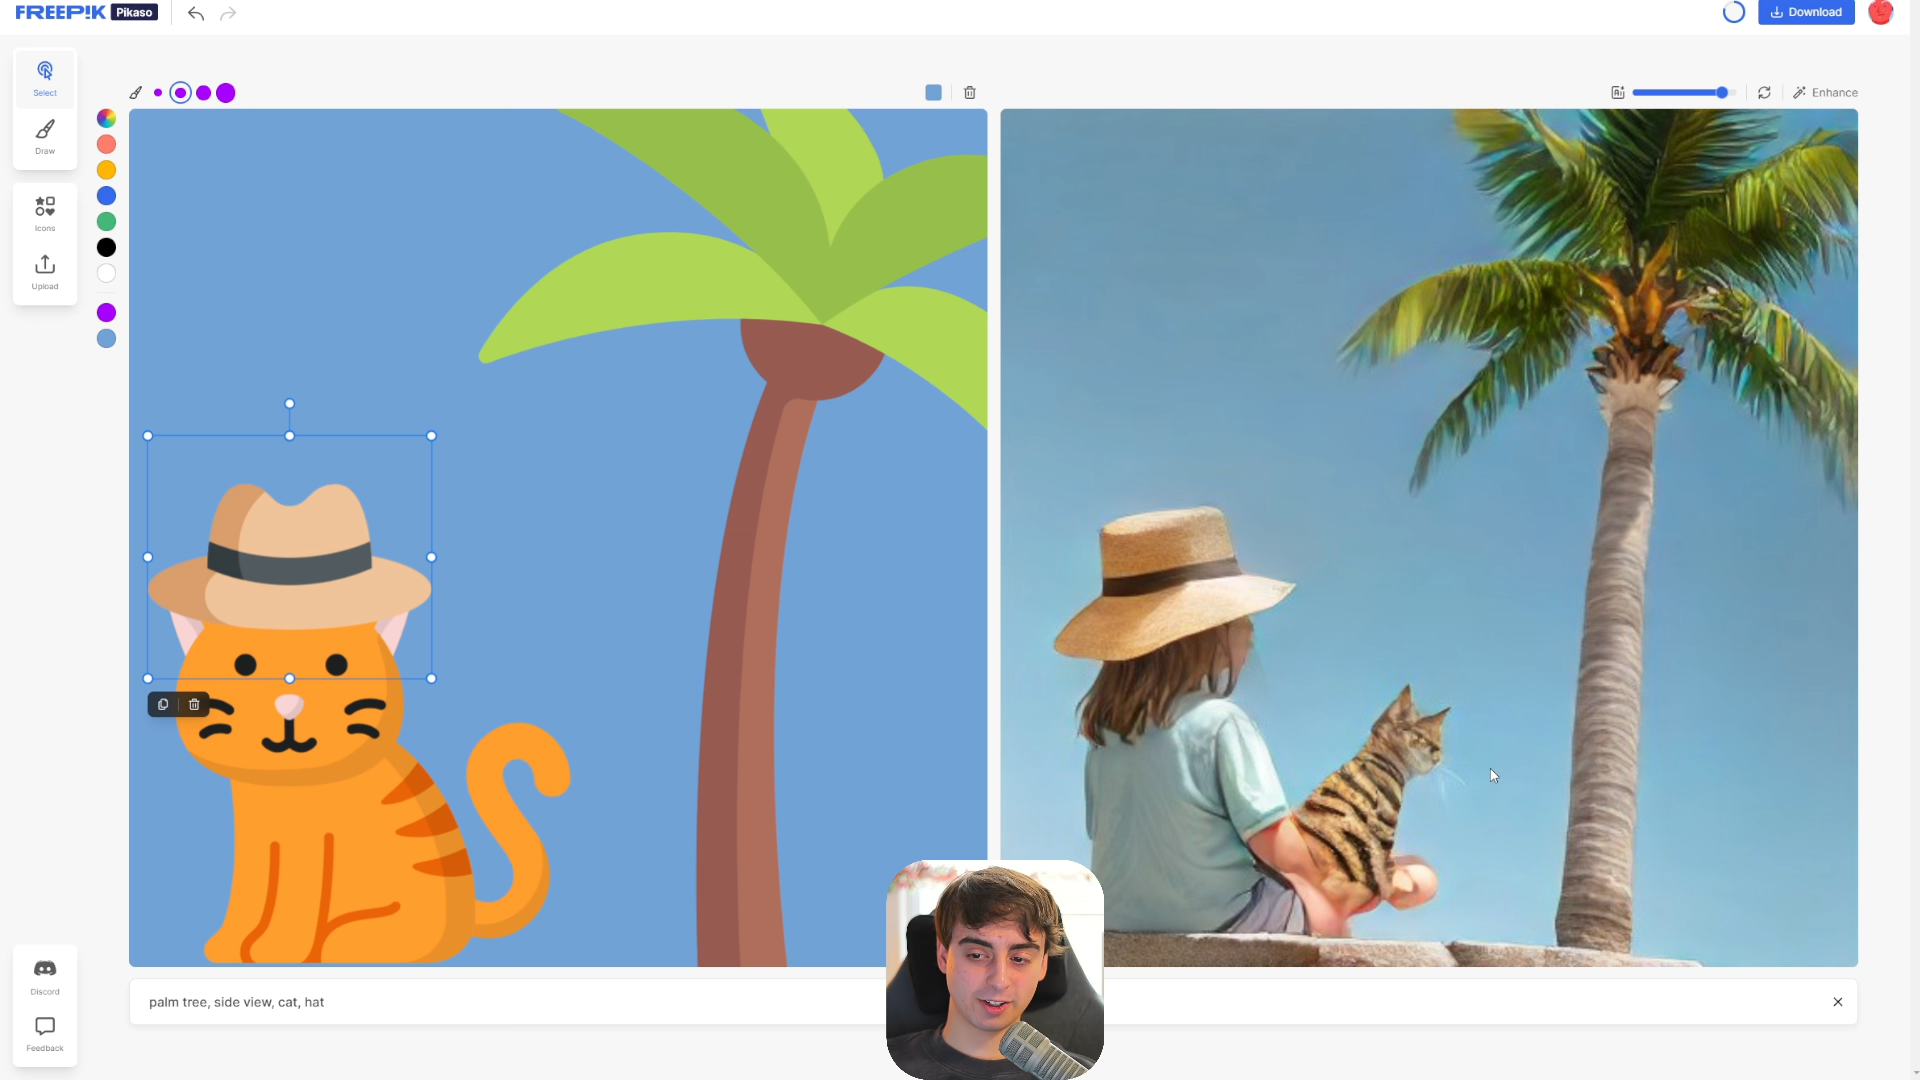 FREEP!K Pikaso
Download
Select
Draw
Icons
Upload
Enhance
palm tree, side view, cat, hat
Discord
Feedback